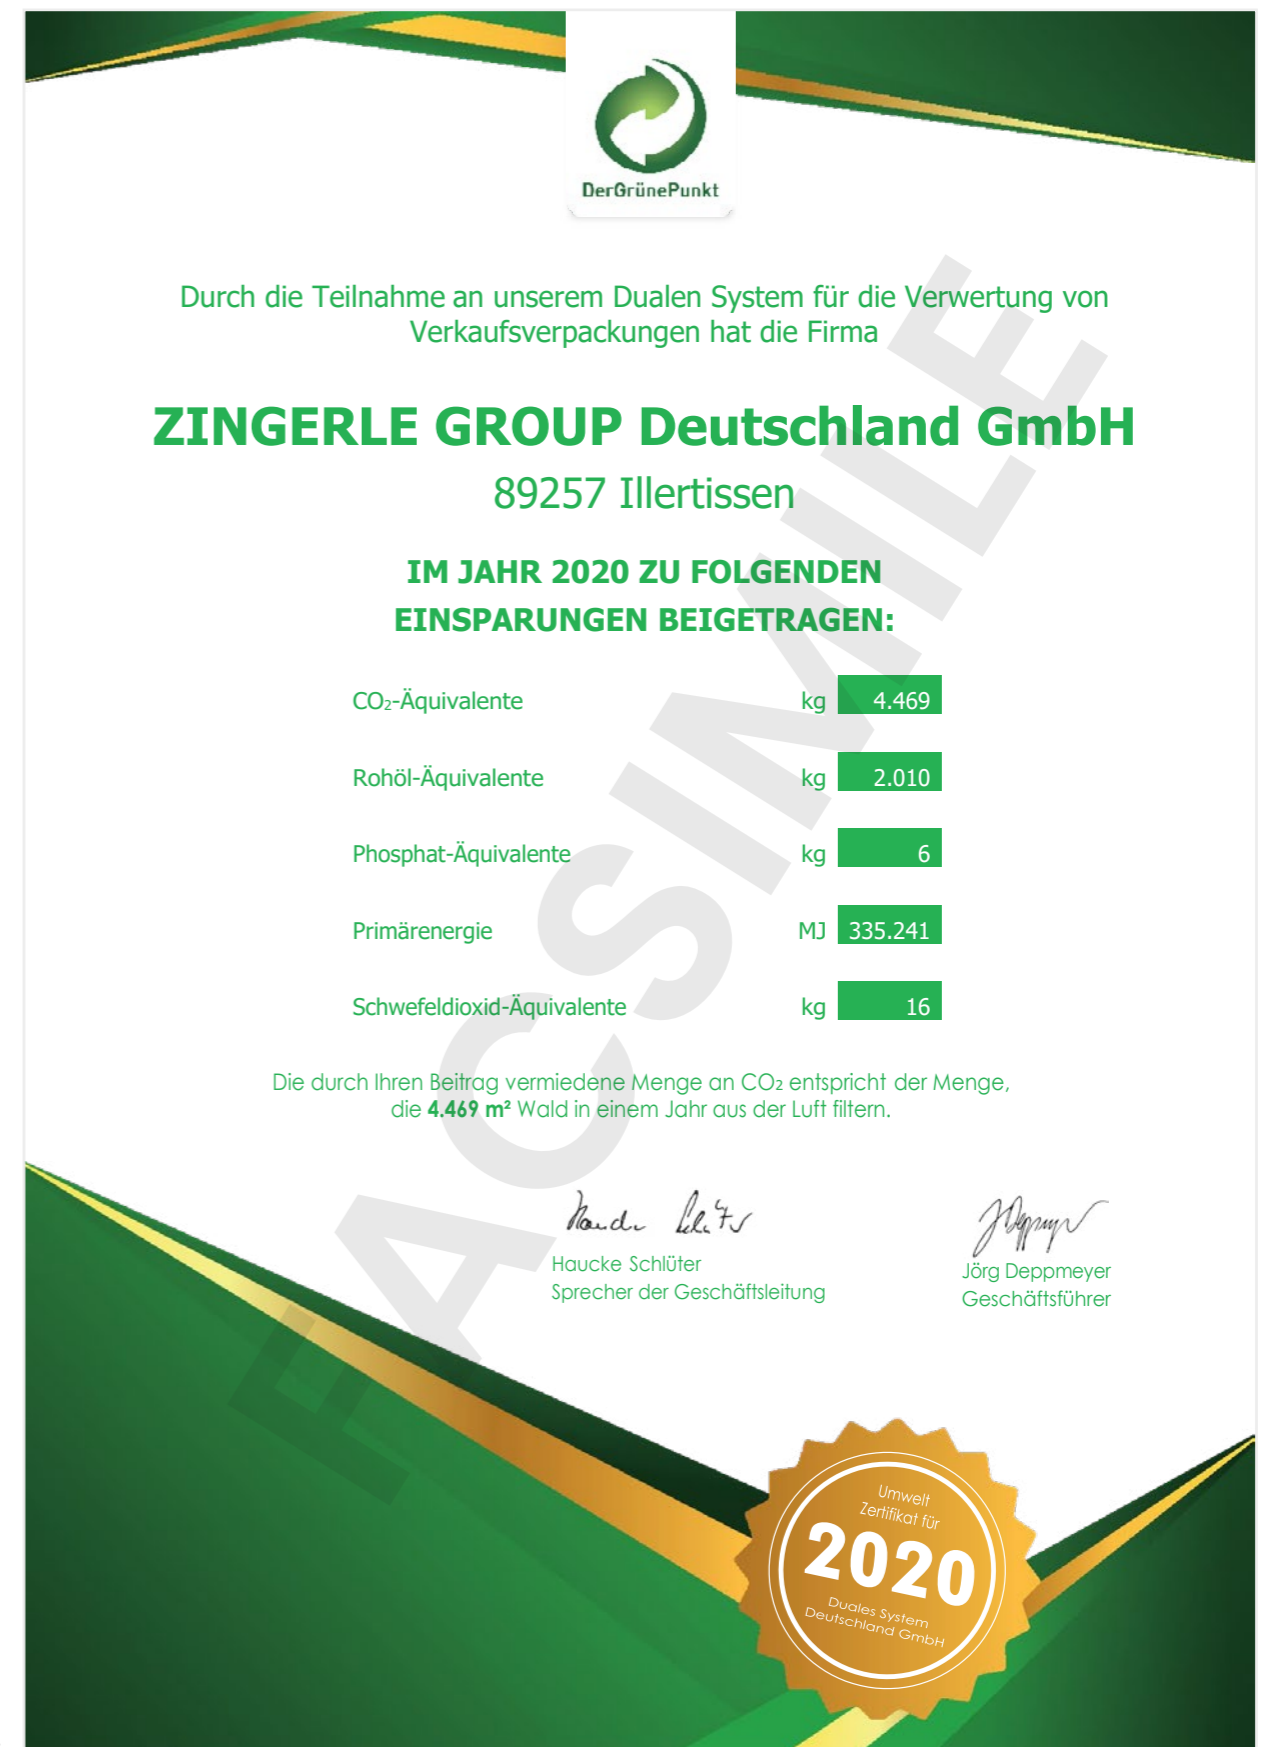 DerGrünePunkt
Durch die Teilnahme an unserem Dualen System für die Verwertung von
Verkaufsverpackungen hat die Firma
ZINGERLE GROUP Deutschland GmbH
89257 Illertissen
IM JAHR 2020 ZU FOLGENDEN
EINSPARUNGEN BEIGETRAGEN:
CO₂-Äquivalente kg 4.469
Rohöl-Äquivalente kg 2.010
Phosphat-Äquivalente kg 6
Primärenergie MJ 335.241
Schwefeldioxid-Äquivalente kg 16
Die durch Ihren Beitrag vermiedene Menge an CO₂ entspricht der Menge,
die 4.469 m² Wald in einem Jahr aus der Luft filtern.
Haucke Schlüter
Sprecher der Geschäftsleitung
Jörg Deppmeyer
Geschäftsführer
Umwelt
Zertifikat für
2020
Duales System
Deutschland GmbH
FACSIMILE